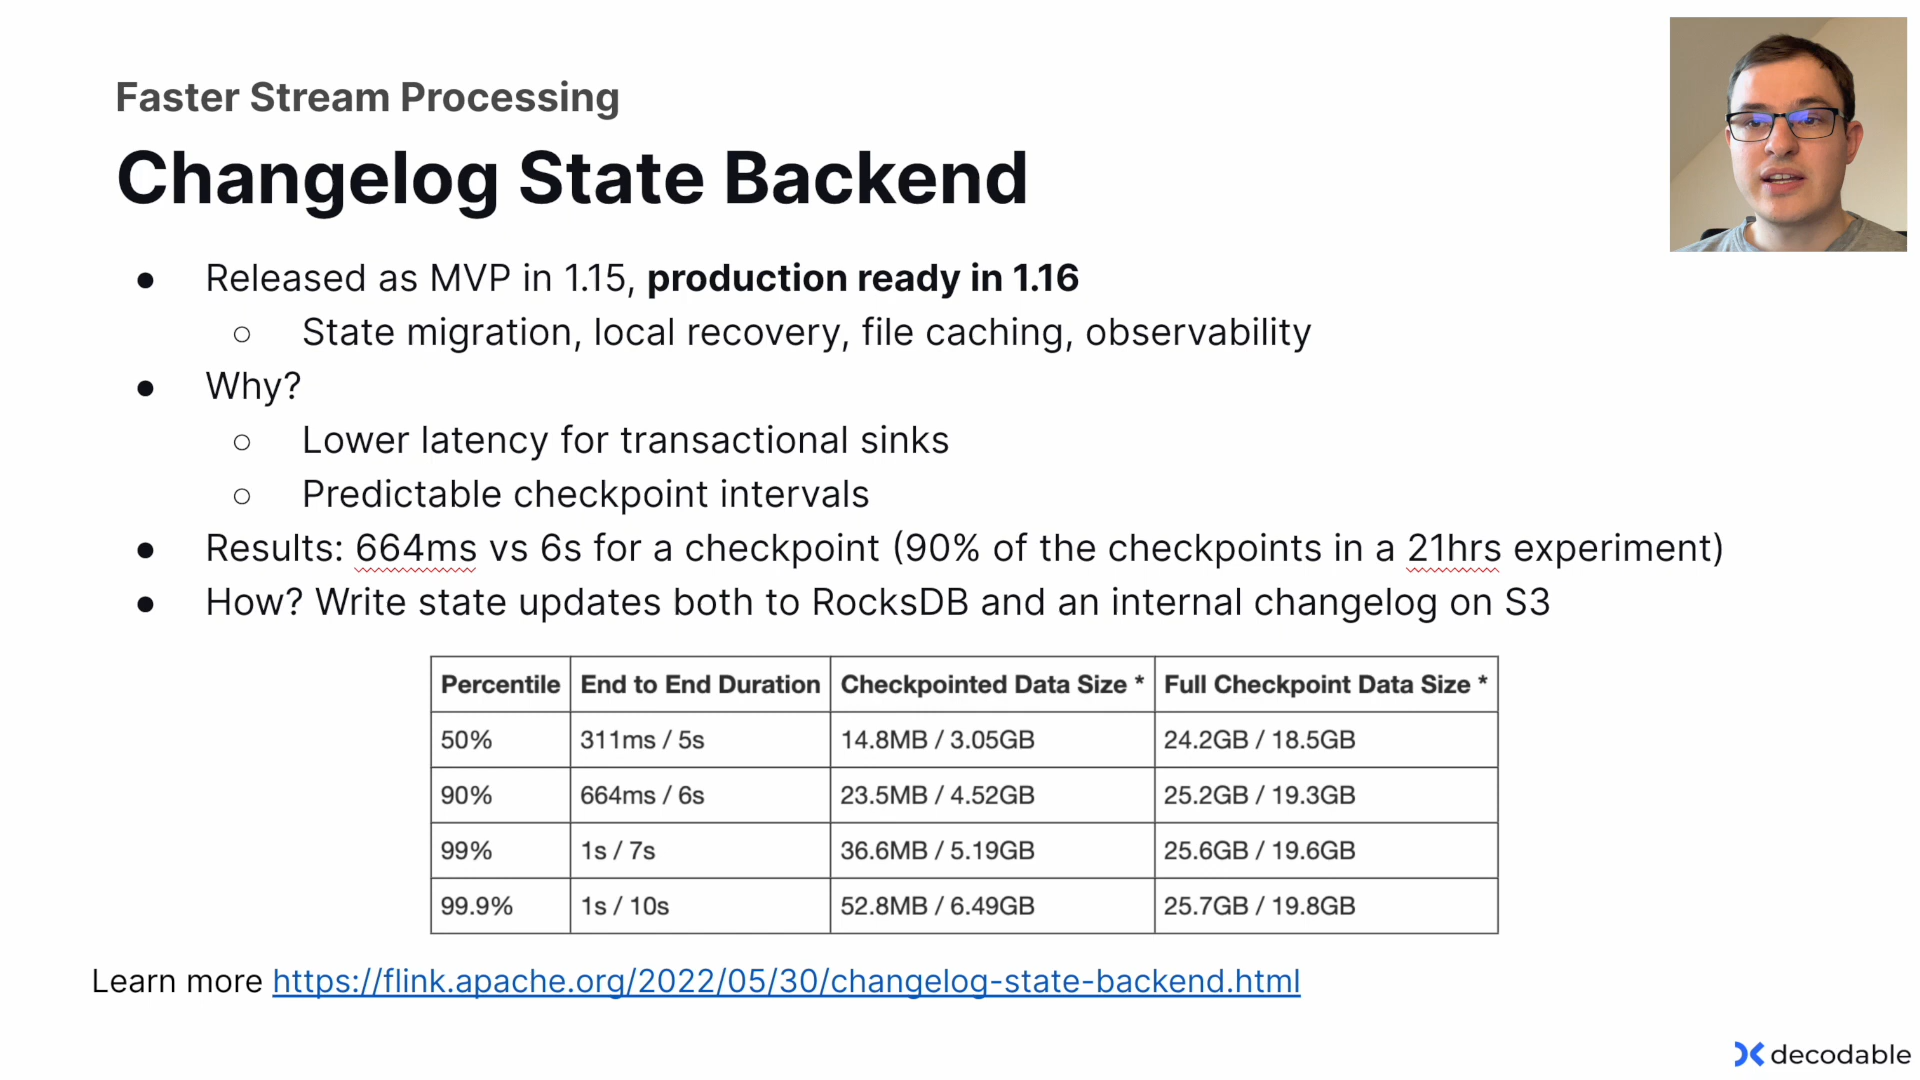 Faster Stream Processing
Changelog State Backend
● Released as MVP in 1.15, production ready in 1.16
○ State migration, local recovery, file caching, observability
● Why?
○ Lower latency for transactional sinks
○ Predictable checkpoint intervals
● Results: 664ms vs 6s for a checkpoint (90% of the checkpoints in a 21hrs experiment)
● How? Write state updates both to RocksDB and an internal changelog on S3
Percentile End to End Duration Checkpointed Data Size * Full Checkpoint Data Size *
50% 311ms / 5s 14.8MB / 3.05GB 24.2GB / 18.5GB
90% 664ms / 6s 23.5MB / 4.52GB 25.2GB / 19.3GB
99% 1s / 7s 36.6MB / 5.19GB 25.6GB / 19.6GB
99.9% 1s / 10s 52.8MB / 6.49GB 25.7GB / 19.8GB
Learn more https://flink.apache.org/2022/05/30/changelog-state-backend.html
decodable